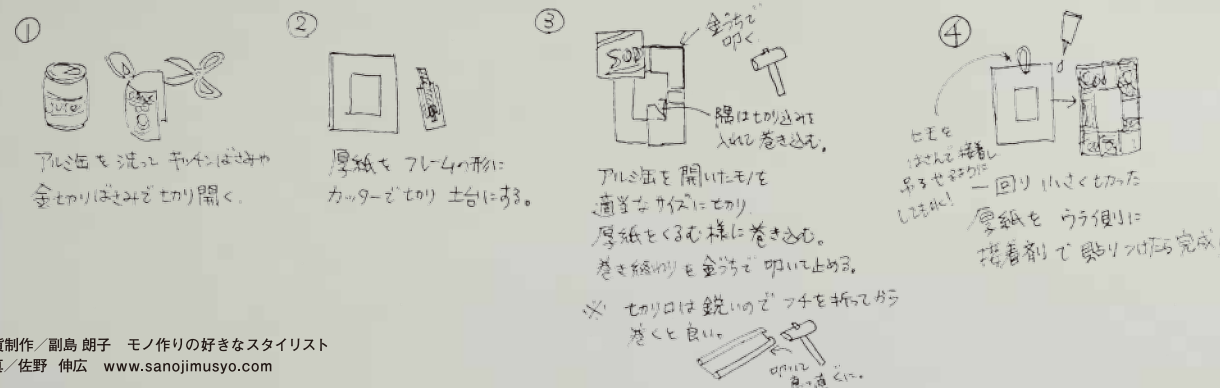 ①
JUICE
アルミ缶を洗って キッチンばさみや
金切りばさみで切り開く。
②
厚紙を フレームの形に
カッターで切り 土台にする。
③
SOD
金づちで
叩く。
隅は切り込みを
入れて巻き込む。
アルミ缶を開いたモノを
適当なサイズに切り
厚紙をくるむ様に巻き込む。
巻き終わりを金づちで叩いて止める。
※ 切り口は鋭いので フチを折ってから
巻くと良い。
叩いて
真っ直ぐに。
④
ヒモを
はさんで接着し
吊るせるように
しても良い!
一回り小さく切った
厚紙を ウラ側に
接着剤で貼りつけたら完成
制作／副島 朗子 モノ作りの好きなスタイリスト
／佐野 伸広 www.sanojimusyo.com